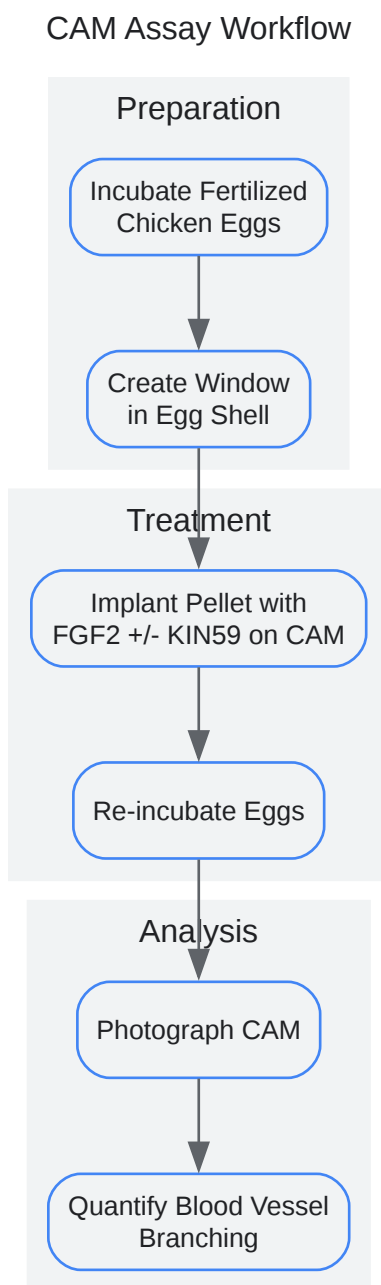 CAM Assay Workflow
Preparation
Incubate Fertilized
Chicken Eggs
Create Window
in Egg Shell
Treatment
Implant Pellet with
FGF2 +/- KIN59 on CAM
Re-incubate Eggs
Analysis
Photograph CAM
Quantify Blood Vessel
Branching